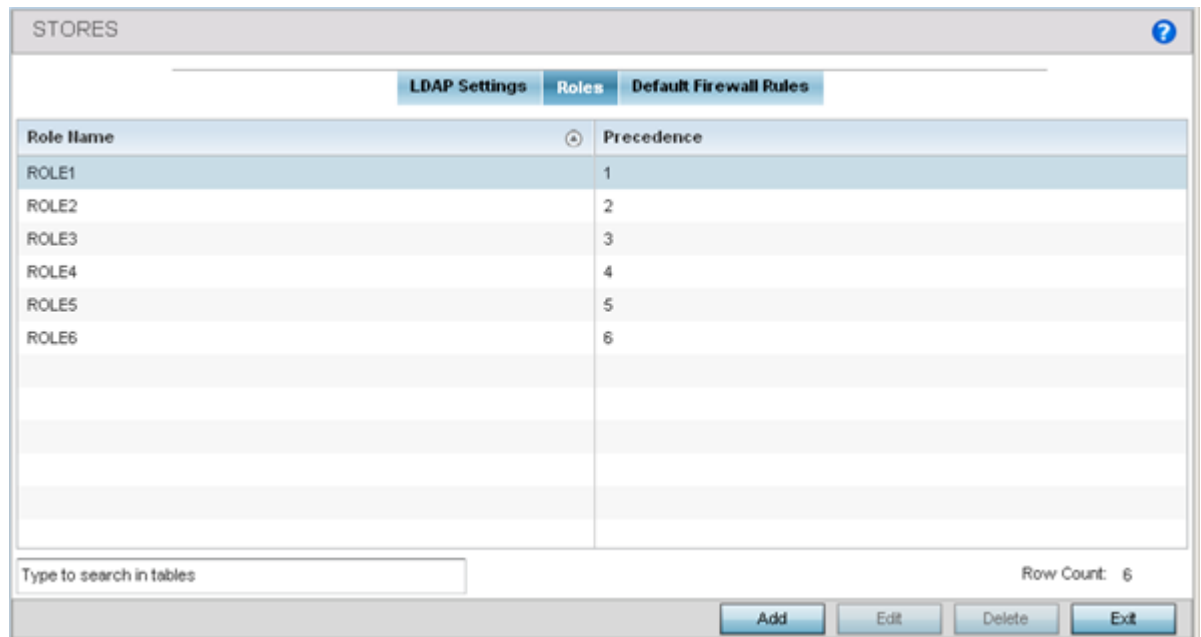 STORES
?
LDAP Settings Roles Default Firewall Rules
Role Name Precedence
ROLE1 1
ROLE2 2
ROLE3 3
ROLE4 4
ROLE5 5
ROLE6 6
Type to search in tables Row Count: 6
Add Edit Delete Exit